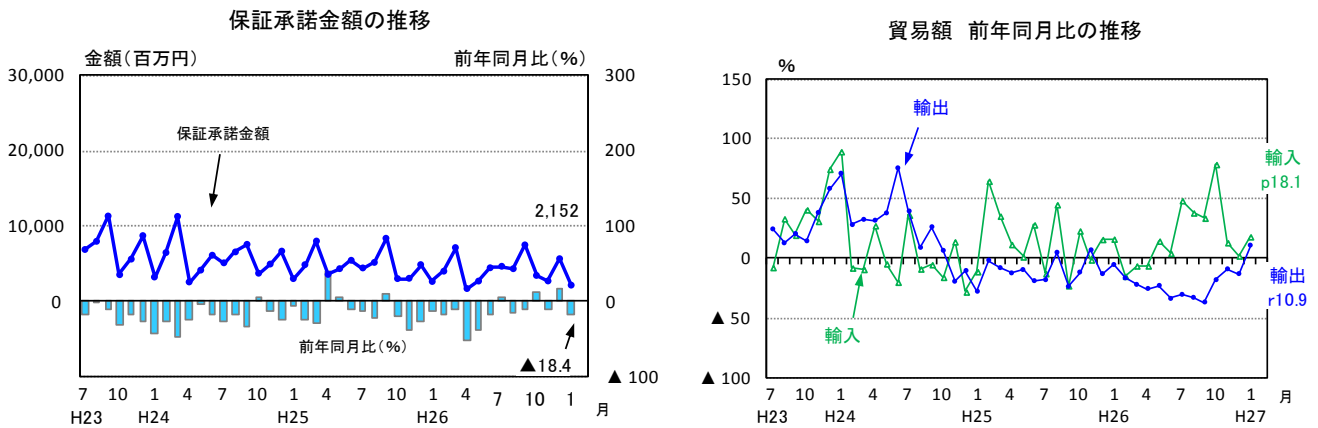 保証承諾金額の推移
金額（百万円）
前年同月比（％）
30,000
20,000
10,000
0
300
200
100
0
▲ 100
保証承諾金額
2,152
前年同月比（％）
▲18.4
7 10 1 4 7 10 1 4 7 10 1 4 7 10 1 月
H23 H24 H25 H26
貿易額 前年同月比の推移
%
150
100
50
0
▲ 50
▲ 100
輸出
輸入
p18.1
輸出
r10.9
輸入
7 10 1 4 7 10 1 4 7 10 1 4 7 10 1 月
H23 H24 H25 H26 H27